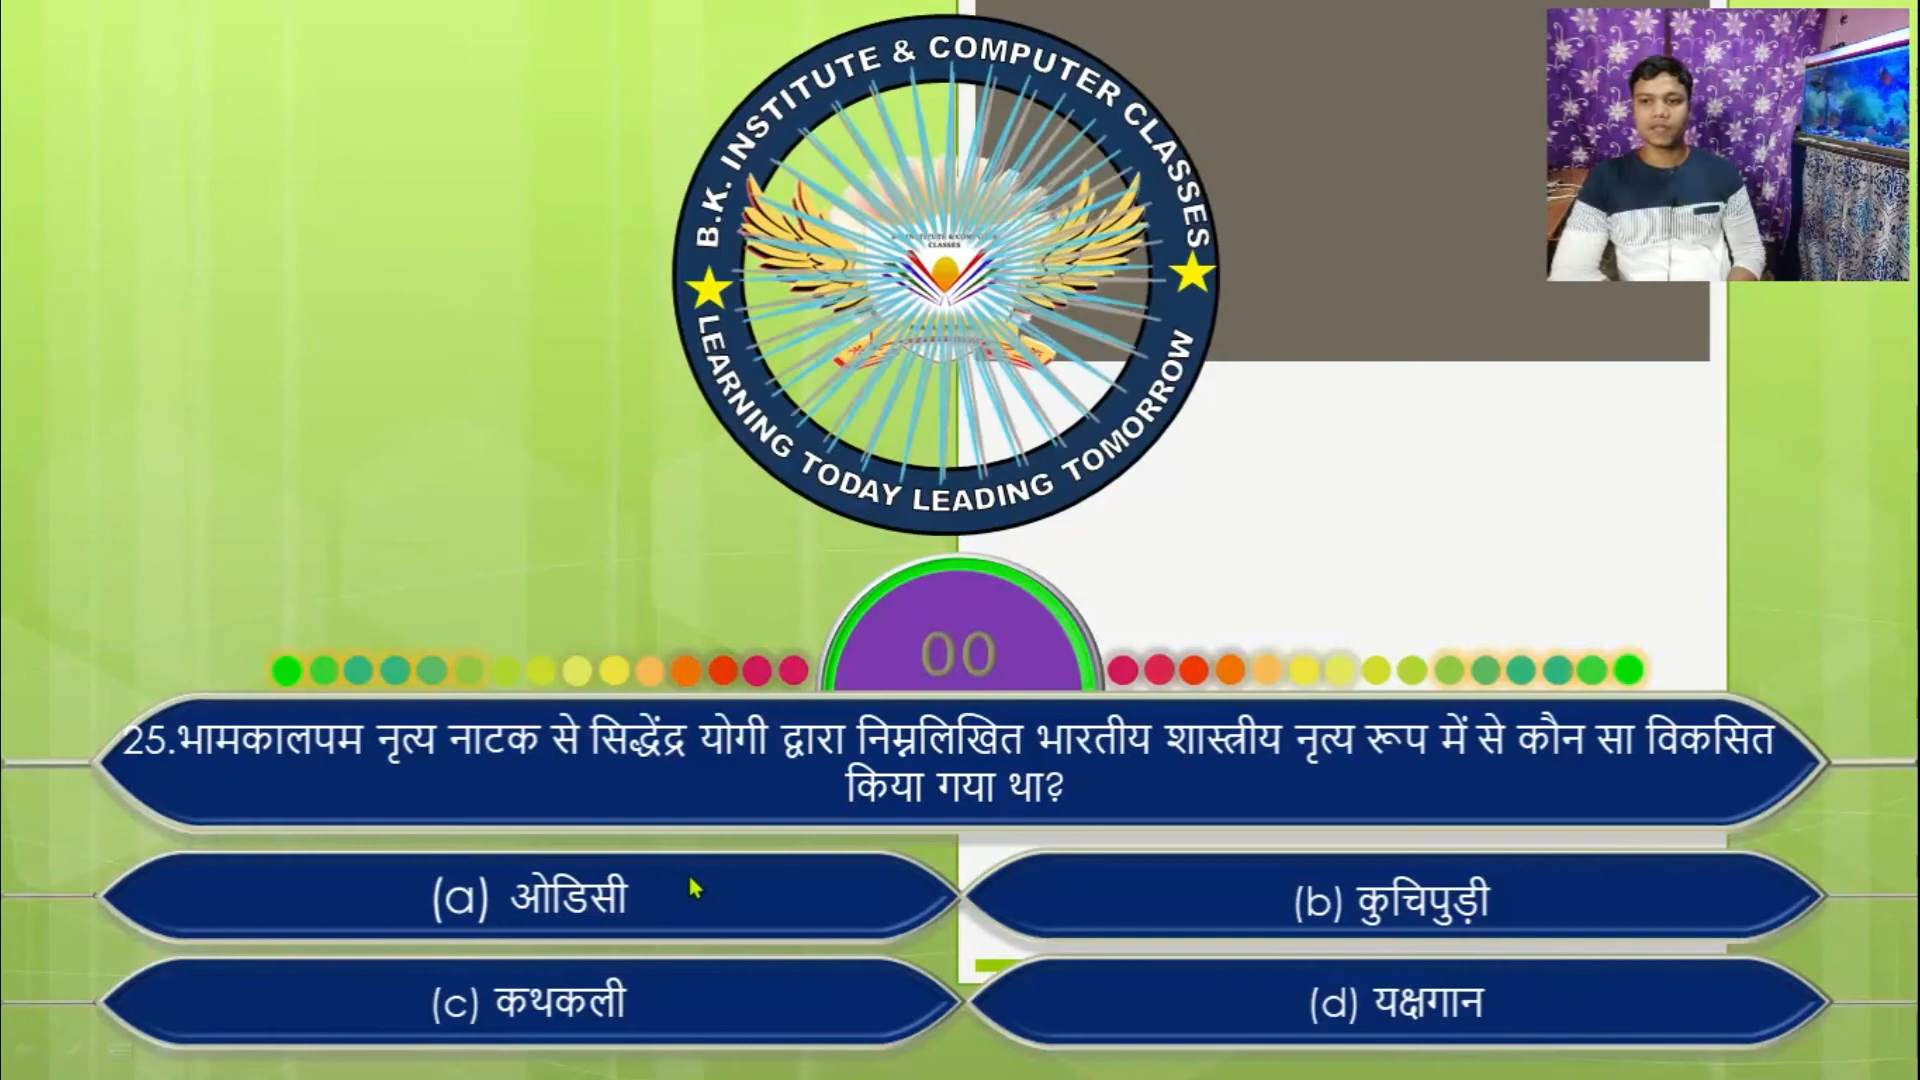 B.K. INSTITUTE & COMPUTER CLASSES
CLASSES
LEARNING TODAY LEADING TOMORROW
00
25.भामकालपम नृत्य नाटक से सिद्धेंद्र योगी द्वारा निम्नलिखित भारतीय शास्त्रीय नृत्य रूप में से कौन सा विकसित
किया गया था?
(a) ओडिसी
(b) कुचिपुड़ी
(c) कथकली
(d) यक्षगान